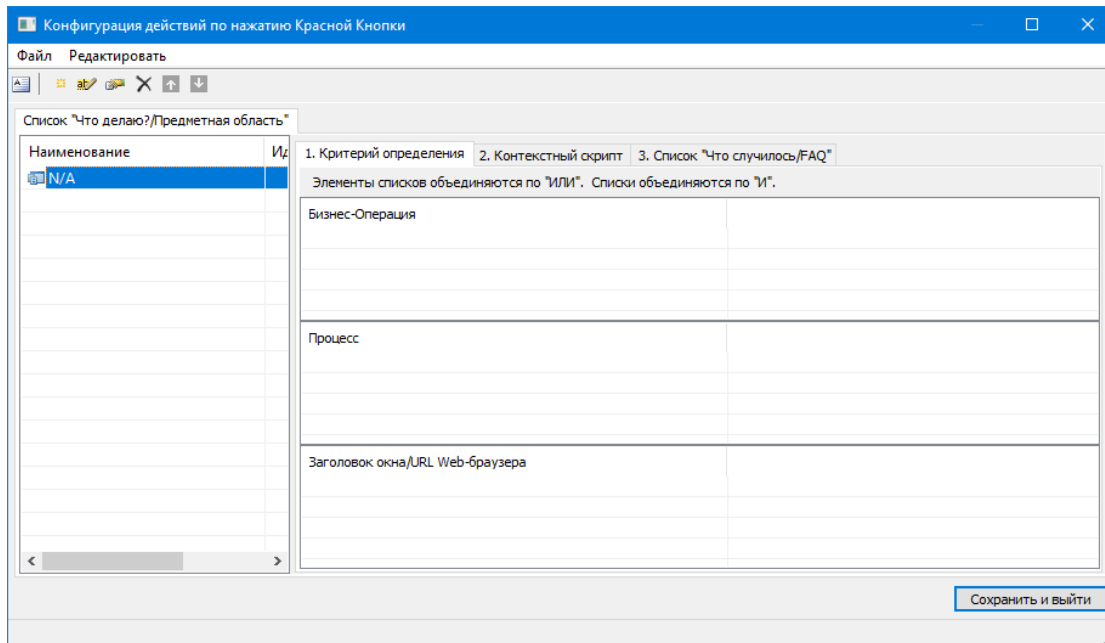 Конфигурация действий по нажатию Красной Кнопки
Файл Редактировать
Список "Что делаю?/Предметная область"
Наименование Ид
1. Критерий определения 2. Контекстный скрипт 3. Список "Что случилось/FAQ"
N/A
Элементы списков объединяются по "ИЛИ". Списки объединяются по "И".
Бизнес-Операция
Процесс
Заголовок окна/URL Web-браузера
Сохранить и выйти